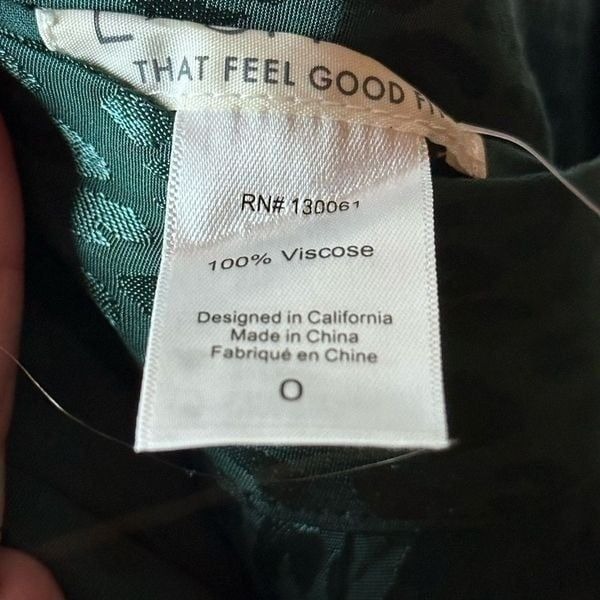 THAT FEEL GOOD
RN# 130061
100% Viscose
Designed in California
Made in China
Fabriqué en Chine
O